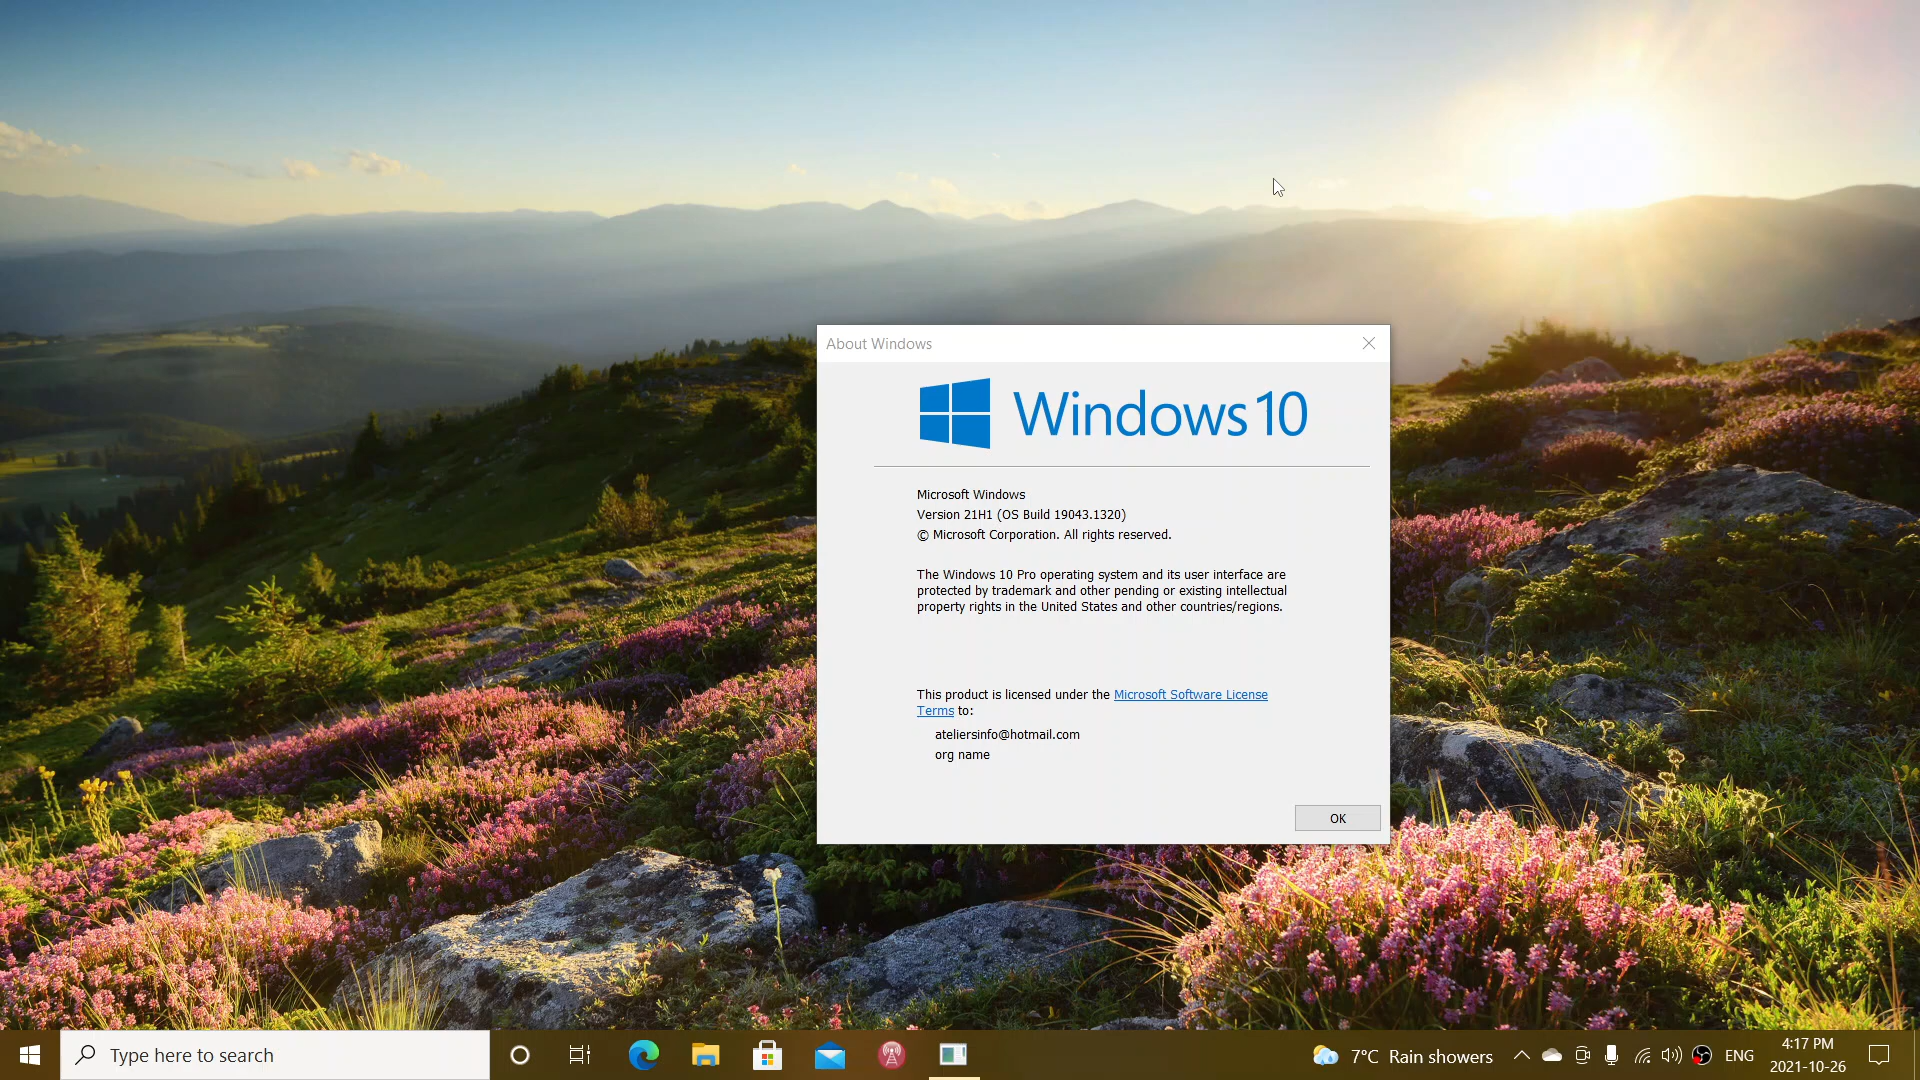 About Windows
Windows 10
Microsoft Windows
Version 21H1 (OS Build 19043.1320)
© Microsoft Corporation. All rights reserved.
The Windows 10 Pro operating system and its user interface are
protected by trademark and other pending or existing intellectual
property rights in the United States and other countries/regions.
This product is licensed under the Microsoft Software License
Terms to:
ateliersinfo@hotmail.com
org name
OK
Type here to search
7°C Rain showers
ENG
4:17 PM
2021-10-26